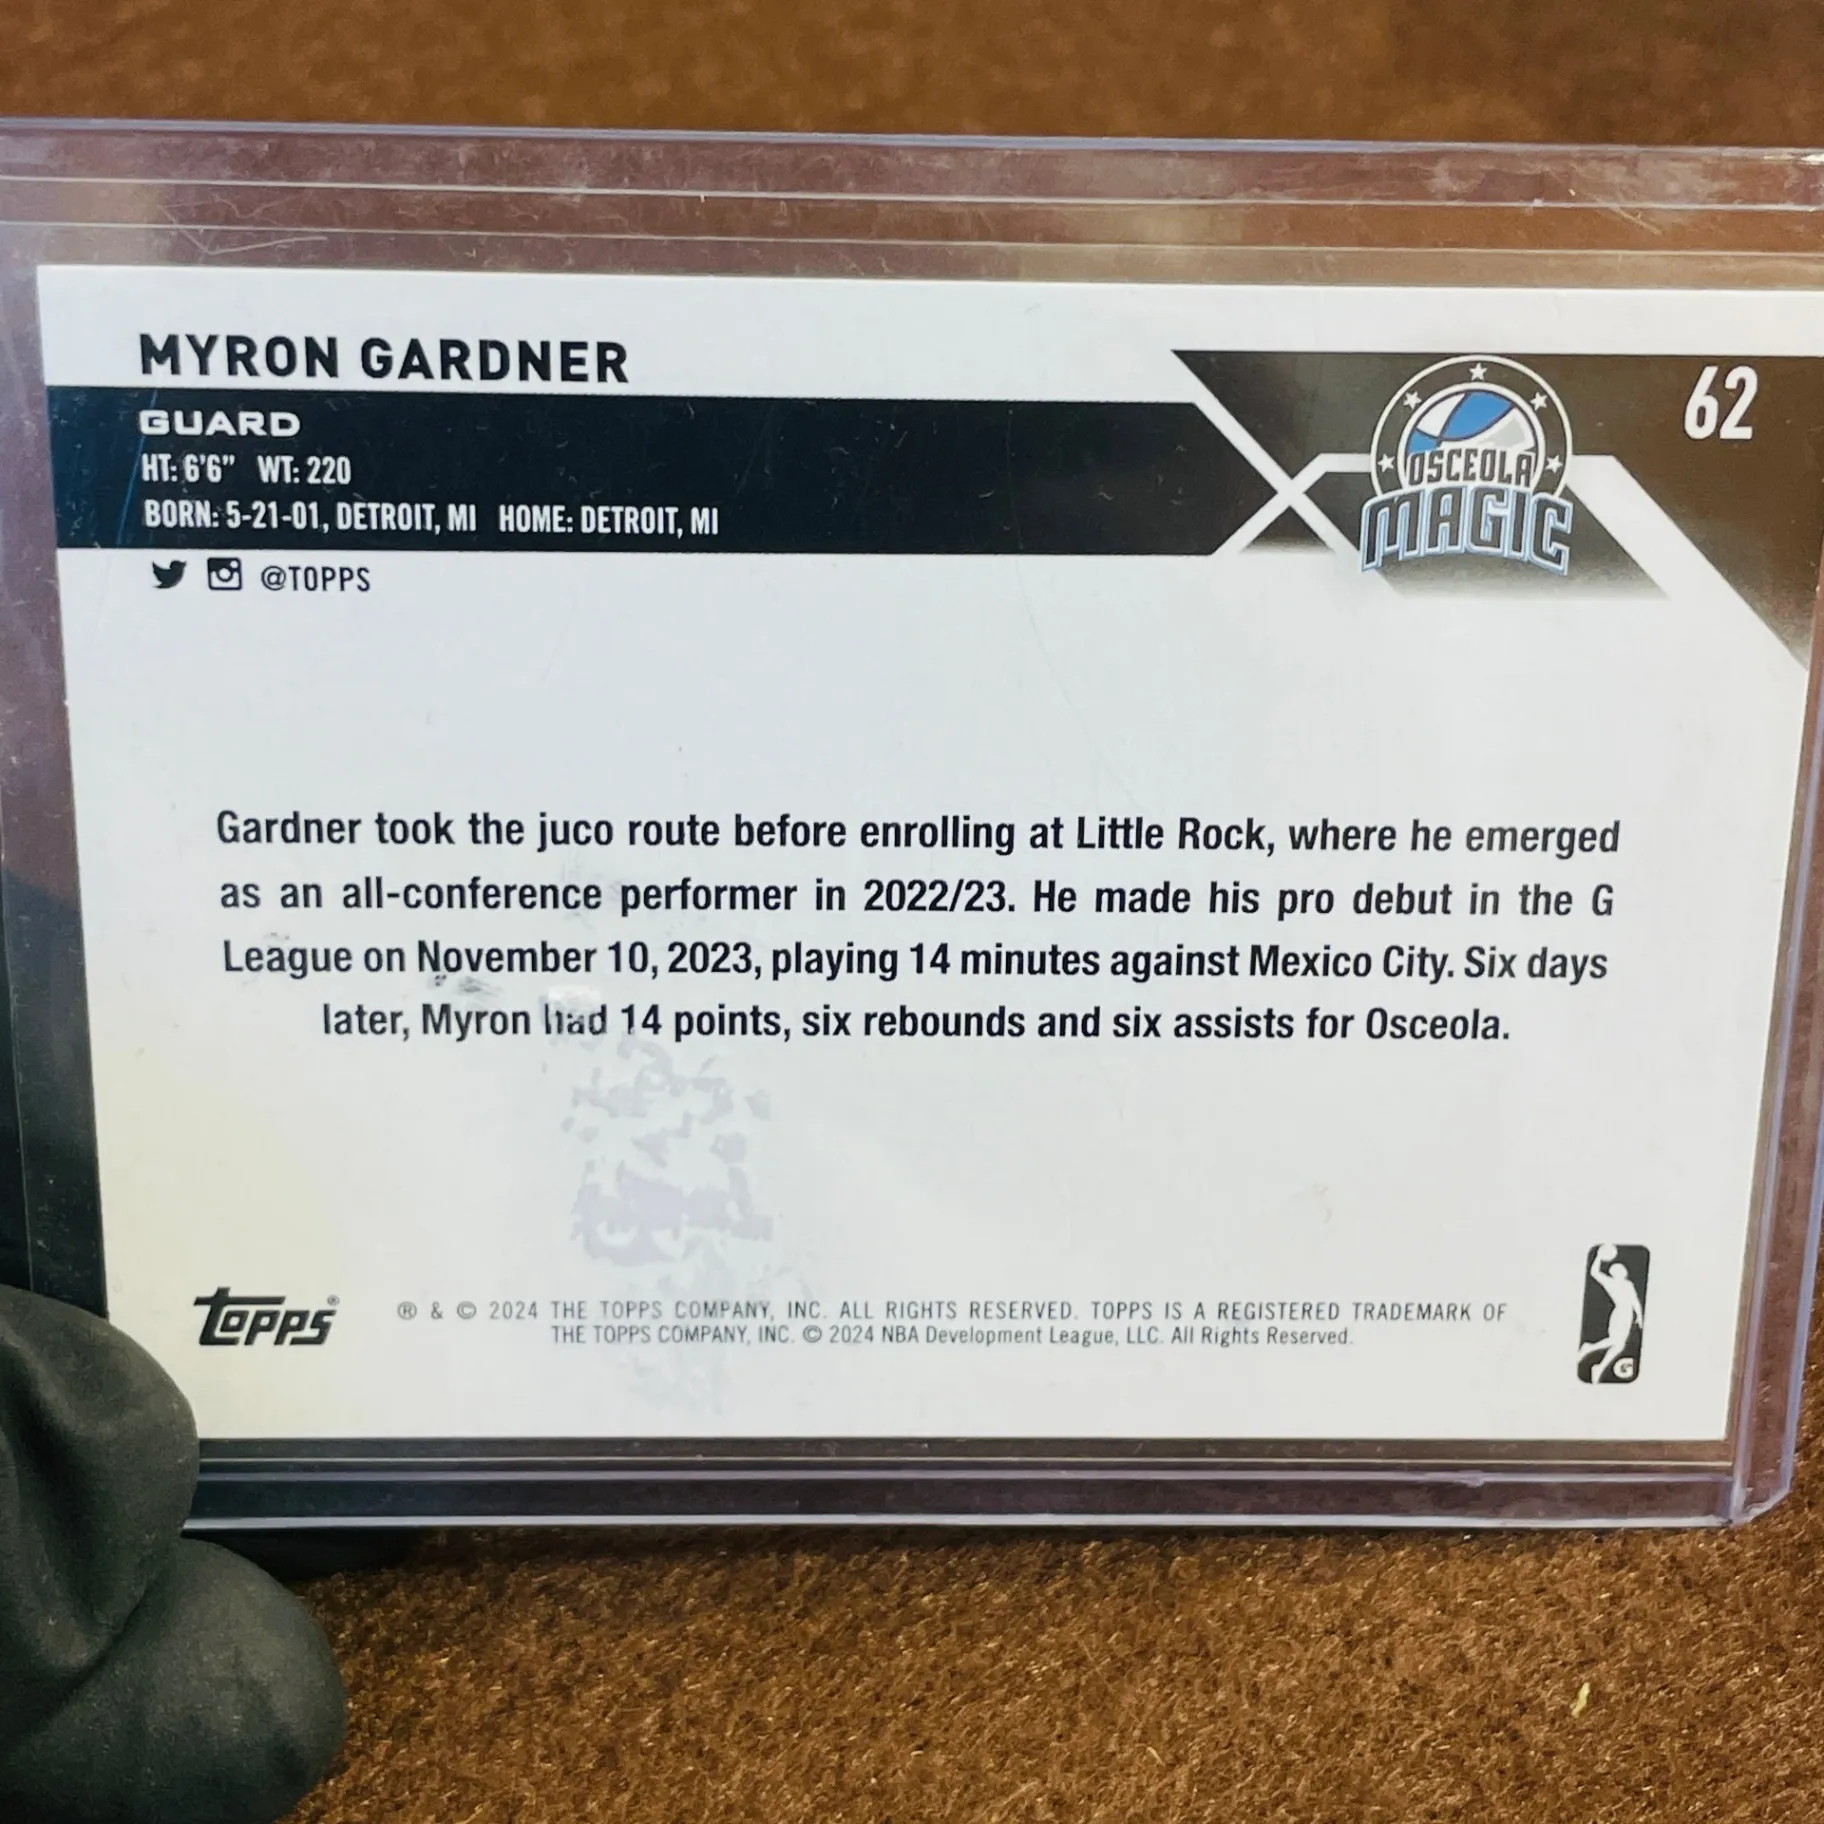 MYRON GARDNER
62
GUARD
HT: 6'6" WT: 220
BORN: 5-21-01, DETROIT, MI HOME: DETROIT, MI
OSCEOLA
MAGIC
@TOPPS
Gardner took the juco route before enrolling at Little Rock, where he emerged
as an all-conference performer in 2022/23. He made his pro debut in the G
League on November 10, 2023, playing 14 minutes against Mexico City. Six days
later, Myron had 14 points, six rebounds and six assists for Osceola.
Topps®
® & © 2024 THE TOPPS COMPANY, INC. ALL RIGHTS RESERVED. TOPPS IS A REGISTERED TRADEMARK OF
THE TOPPS COMPANY, INC. © 2024 NBA Development League, LLC. All Rights Reserved.
G